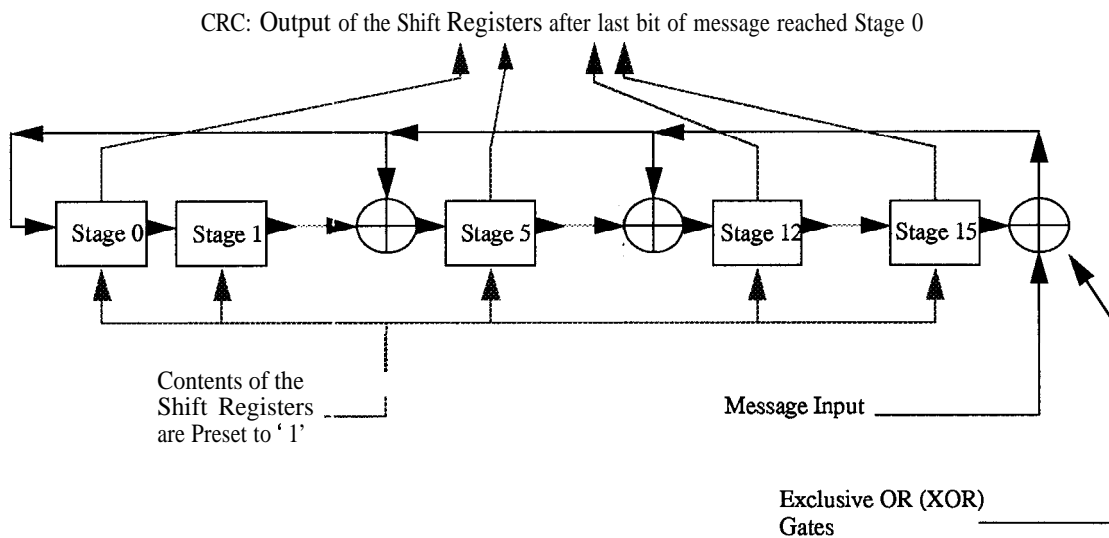 CRC: Output of the Shift Registers after last bit of message reached Stage 0
Stage 0
Stage 1
Stage 5
Stage 12
Stage 15
Contents of the
Shift Registers
are Preset to ‘ 1’
Message Input
Exclusive OR (XOR)
Gates